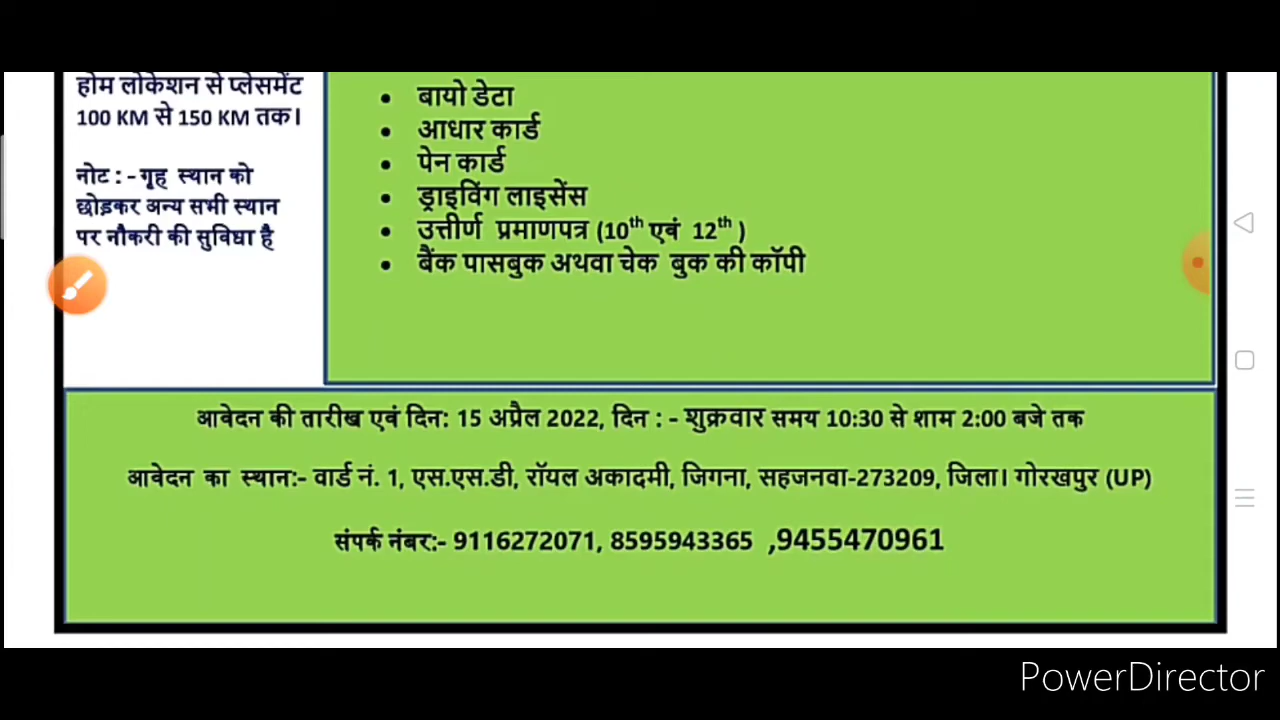 होम लोकेशन से प्लेसमेंट
100 KM से 150 KM तक।
नोट : - गृह स्थान को
छोड़कर अन्य सभी स्थान
पर नौकरी की सुविधा है
• बायो डेटा
• आधार कार्ड
• पेन कार्ड
• ड्राइविंग लाइसेंस
• उत्तीर्ण प्रमाणपत्र (10th एवं 12th )
• बैंक पासबुक अथवा चेक बुक की कॉपी
आवेदन की तारीख एवं दिन: 15 अप्रैल 2022, दिन : - शुक्रवार समय 10:30 से शाम 2:00 बजे तक
आवेदन का स्थान:- वार्ड नं. 1, एस.एस.डी, रॉयल अकादमी, जिगना, सहजनवा-273209, जिला। गोरखपुर (UP)
संपर्क नंबर:- 9116272071, 8595943365 ,9455470961
PowerDirector